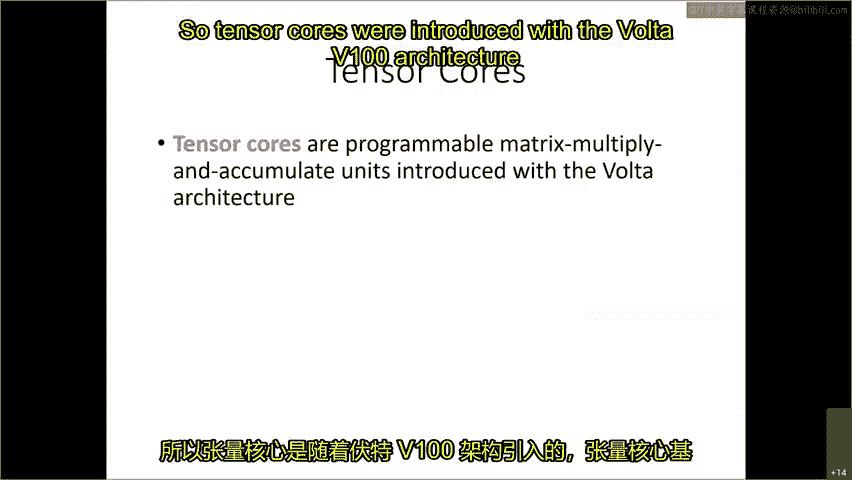 So tensor cores were introduced with the Volta
V100 architecture
Tensor Cores
• Tensor cores are programmable matrix-multiply-
and-accumulate units introduced with the Volta
architecture
所以张量核心是随着伏特 V100 架构引入的，张量核心基
+14